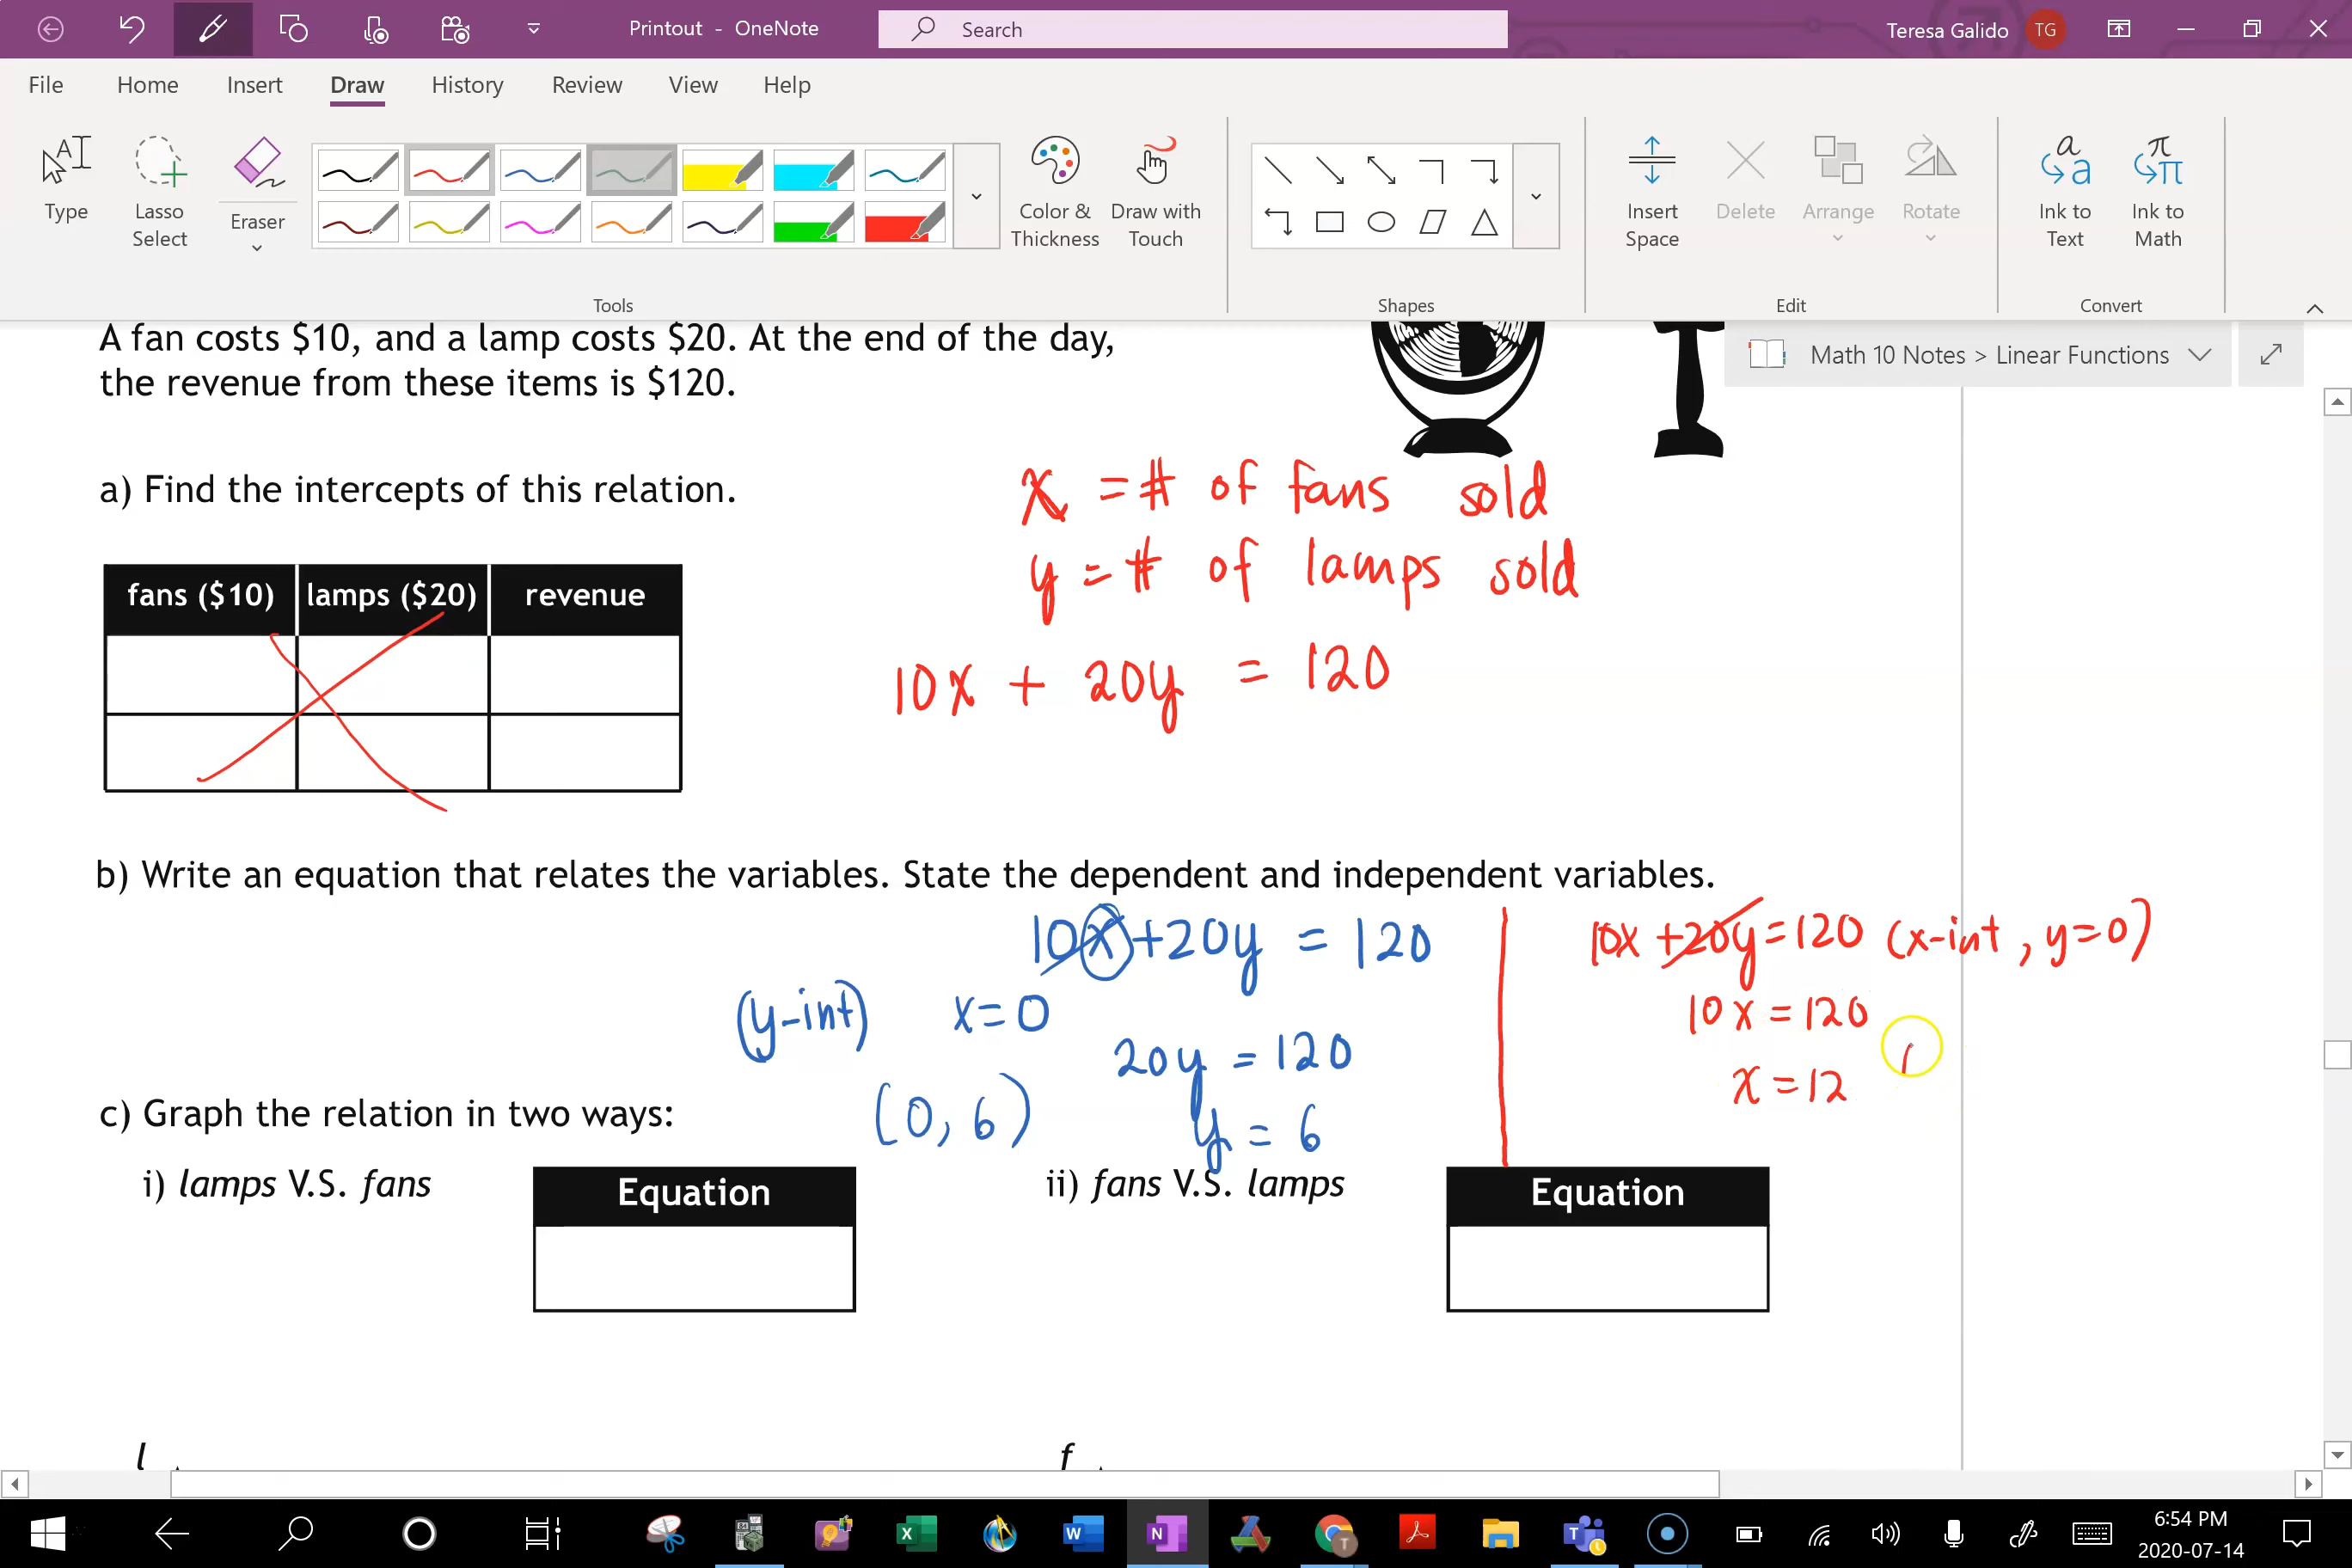 Printout - OneNote
Search
Teresa Galido TG
File Home Insert Draw History Review View Help
Type
Lasso Select
Eraser
Color & Thickness
Draw with Touch
Insert Space
Delete
Arrange
Rotate
Ink to Text
Ink to Math
Tools Shapes Edit Convert
Math 10 Notes > Linear Functions
A fan costs $10, and a lamp costs $20. At the end of the day,
the revenue from these items is $120.
a) Find the intercepts of this relation.
x = # of fans sold
y = # of lamps sold
fans ($10) lamps ($20) revenue
10x + 20y = 120
b) Write an equation that relates the variables. State the dependent and independent variables.
10x + 20y = 120
(y-int) x = 0
20y = 120
(0, 6) y = 6
10x + 20y = 120 (x-int, y=0)
10x = 120
x = 12 (
c) Graph the relation in two ways:
i) lamps V.S. fans
Equation
ii) fans V.S. lamps
Equation
l
f
6:54 PM
2020-07-14